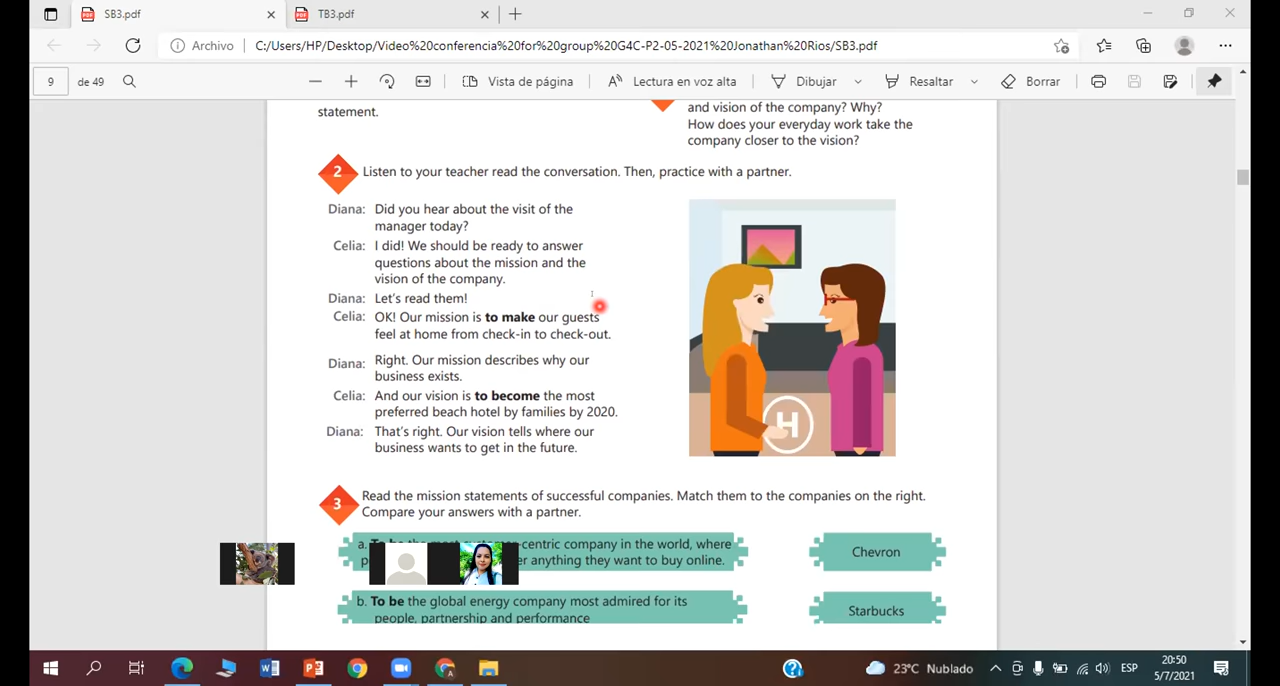 SB3.pdf
TB3.pdf
Archivo
C:/Users/HP/Desktop/Video%20conferencia%20for%20group%20G4C-P2-05-2021%20Jonathan%20Rios/SB3.pdf
9
de 49
Vista de página
Lectura en voz alta
Dibujar
Resaltar
Borrar
statement.
and vision of the company? Why?
How does your everyday work take the
company closer to the vision?
2 Listen to your teacher read the conversation. Then, practice with a partner.
Diana: Did you hear about the visit of the
manager today?
Celia: I did! We should be ready to answer
questions about the mission and the
vision of the company.
Diana: Let's read them!
Celia: OK! Our mission is to make our guests
feel at home from check-in to check-out.
Diana: Right. Our mission describes why our
business exists.
Celia: And our vision is to become the most
preferred beach hotel by families by 2020.
Diana: That's right. Our vision tells where our
business wants to get in the future.
H
3 Read the mission statements of successful companies. Match them to the companies on the right.
Compare your answers with a partner.
a. To be the most customer-centric company in the world, where
anything they want to buy online.
Chevron
b. To be the global energy company most admired for its
people, partnership and performance
Starbucks
23°C Nublado
ESP
20:50
5/7/2021